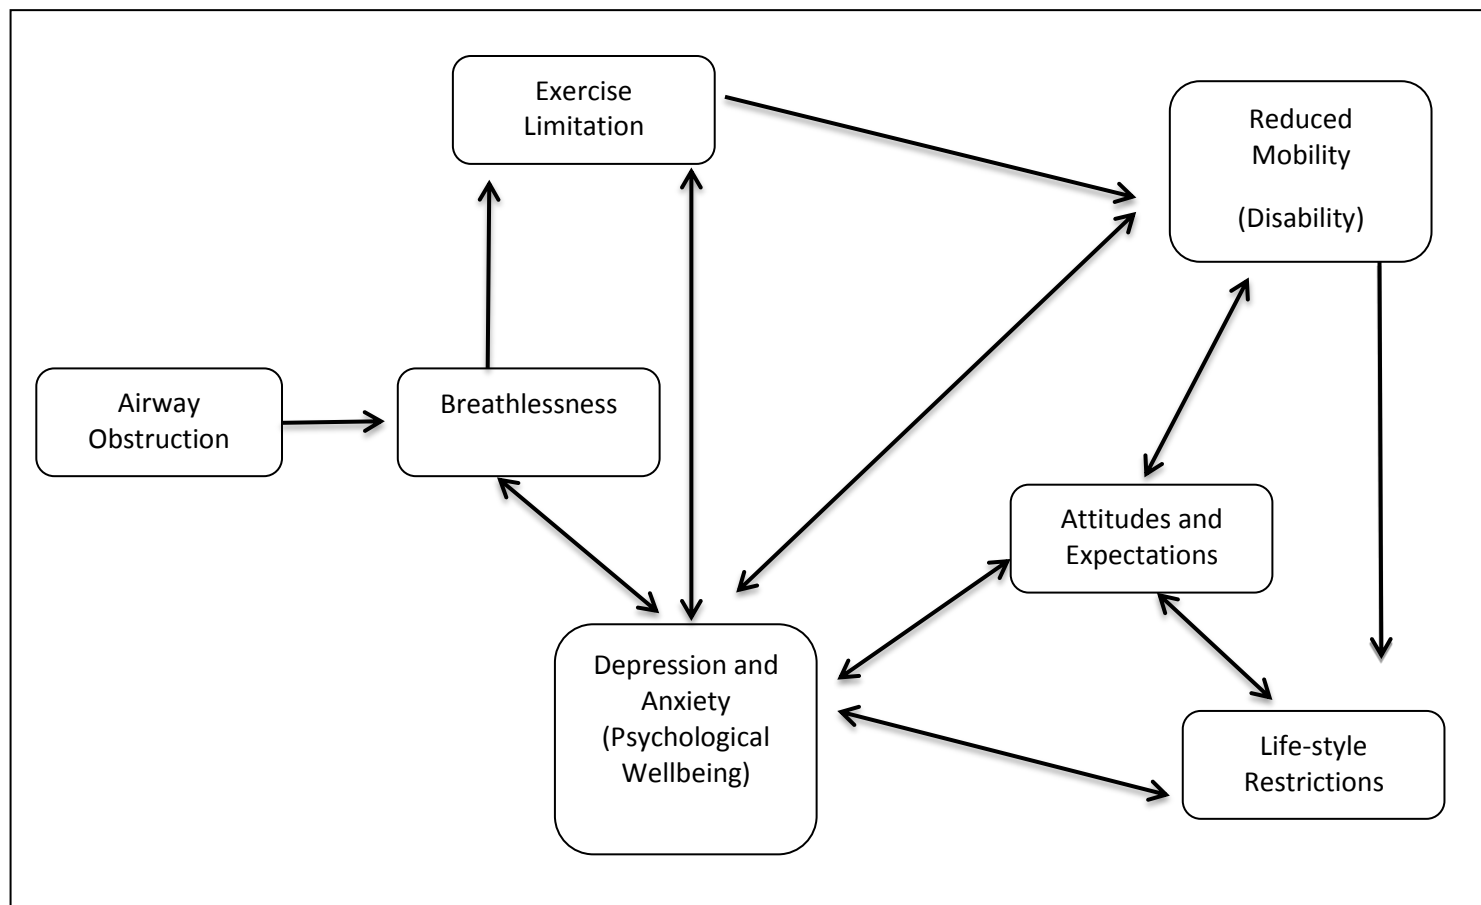 Exercise
Limitation
Reduced
Mobility
(Disability)
Airway
Obstruction
Breathlessness
Attitudes and
Expectations
Depression and
Anxiety
(Psychological
Wellbeing)
Life-style
Restrictions